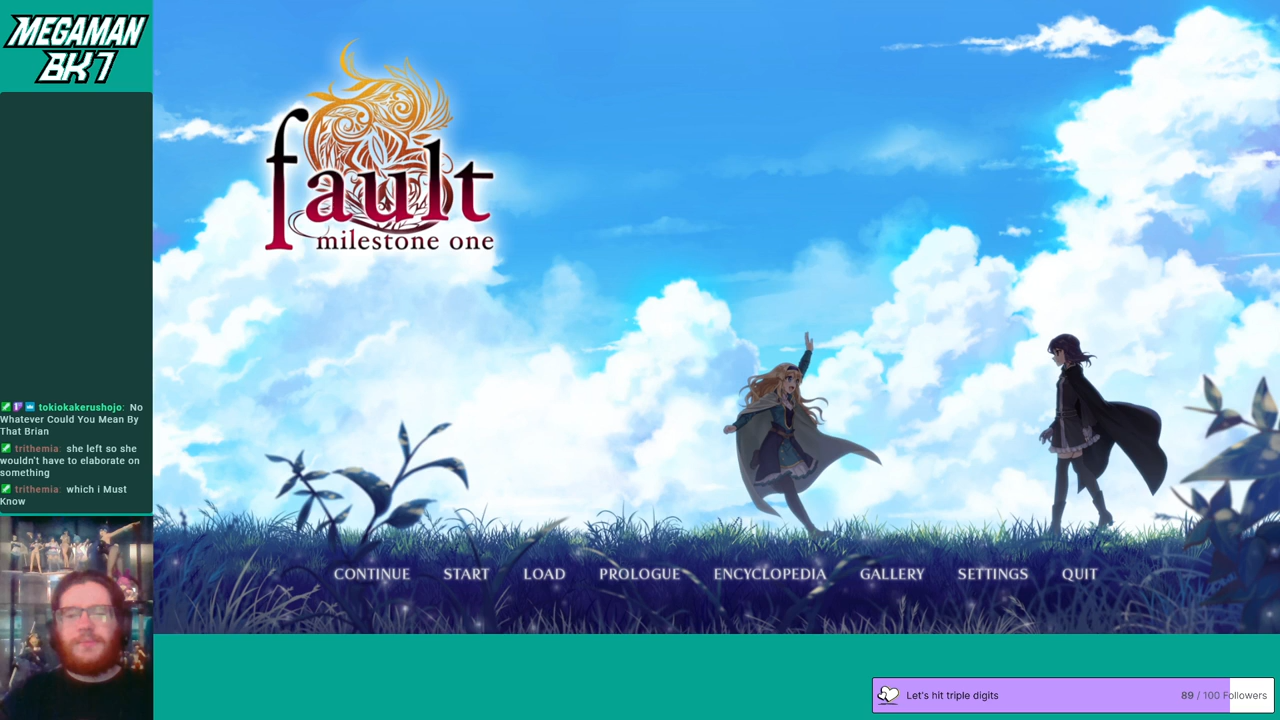 MEGAMAN
BK7
fault
milestone one
tokiokakerushojo: No
Whatever Could You Mean By
That Brian
trithemia: she left so she
wouldn't have to elaborate on
something
trithemia: which i Must
Know
CONTINUE START LOAD PROLOGUE ENCYCLOPEDIA GALLERY SETTINGS QUIT
Let's hit triple digits 89 / 100 Followers